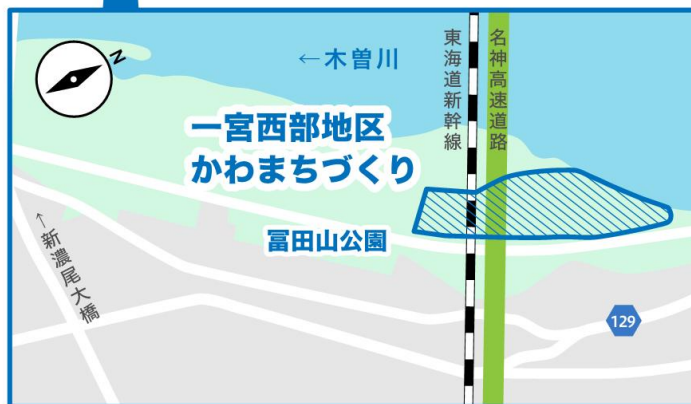 N
←木曽川
東海道新幹線
名神高速道路
一宮西部地区
かわまちづくり
冨田山公園
←新濃尾大橋
129